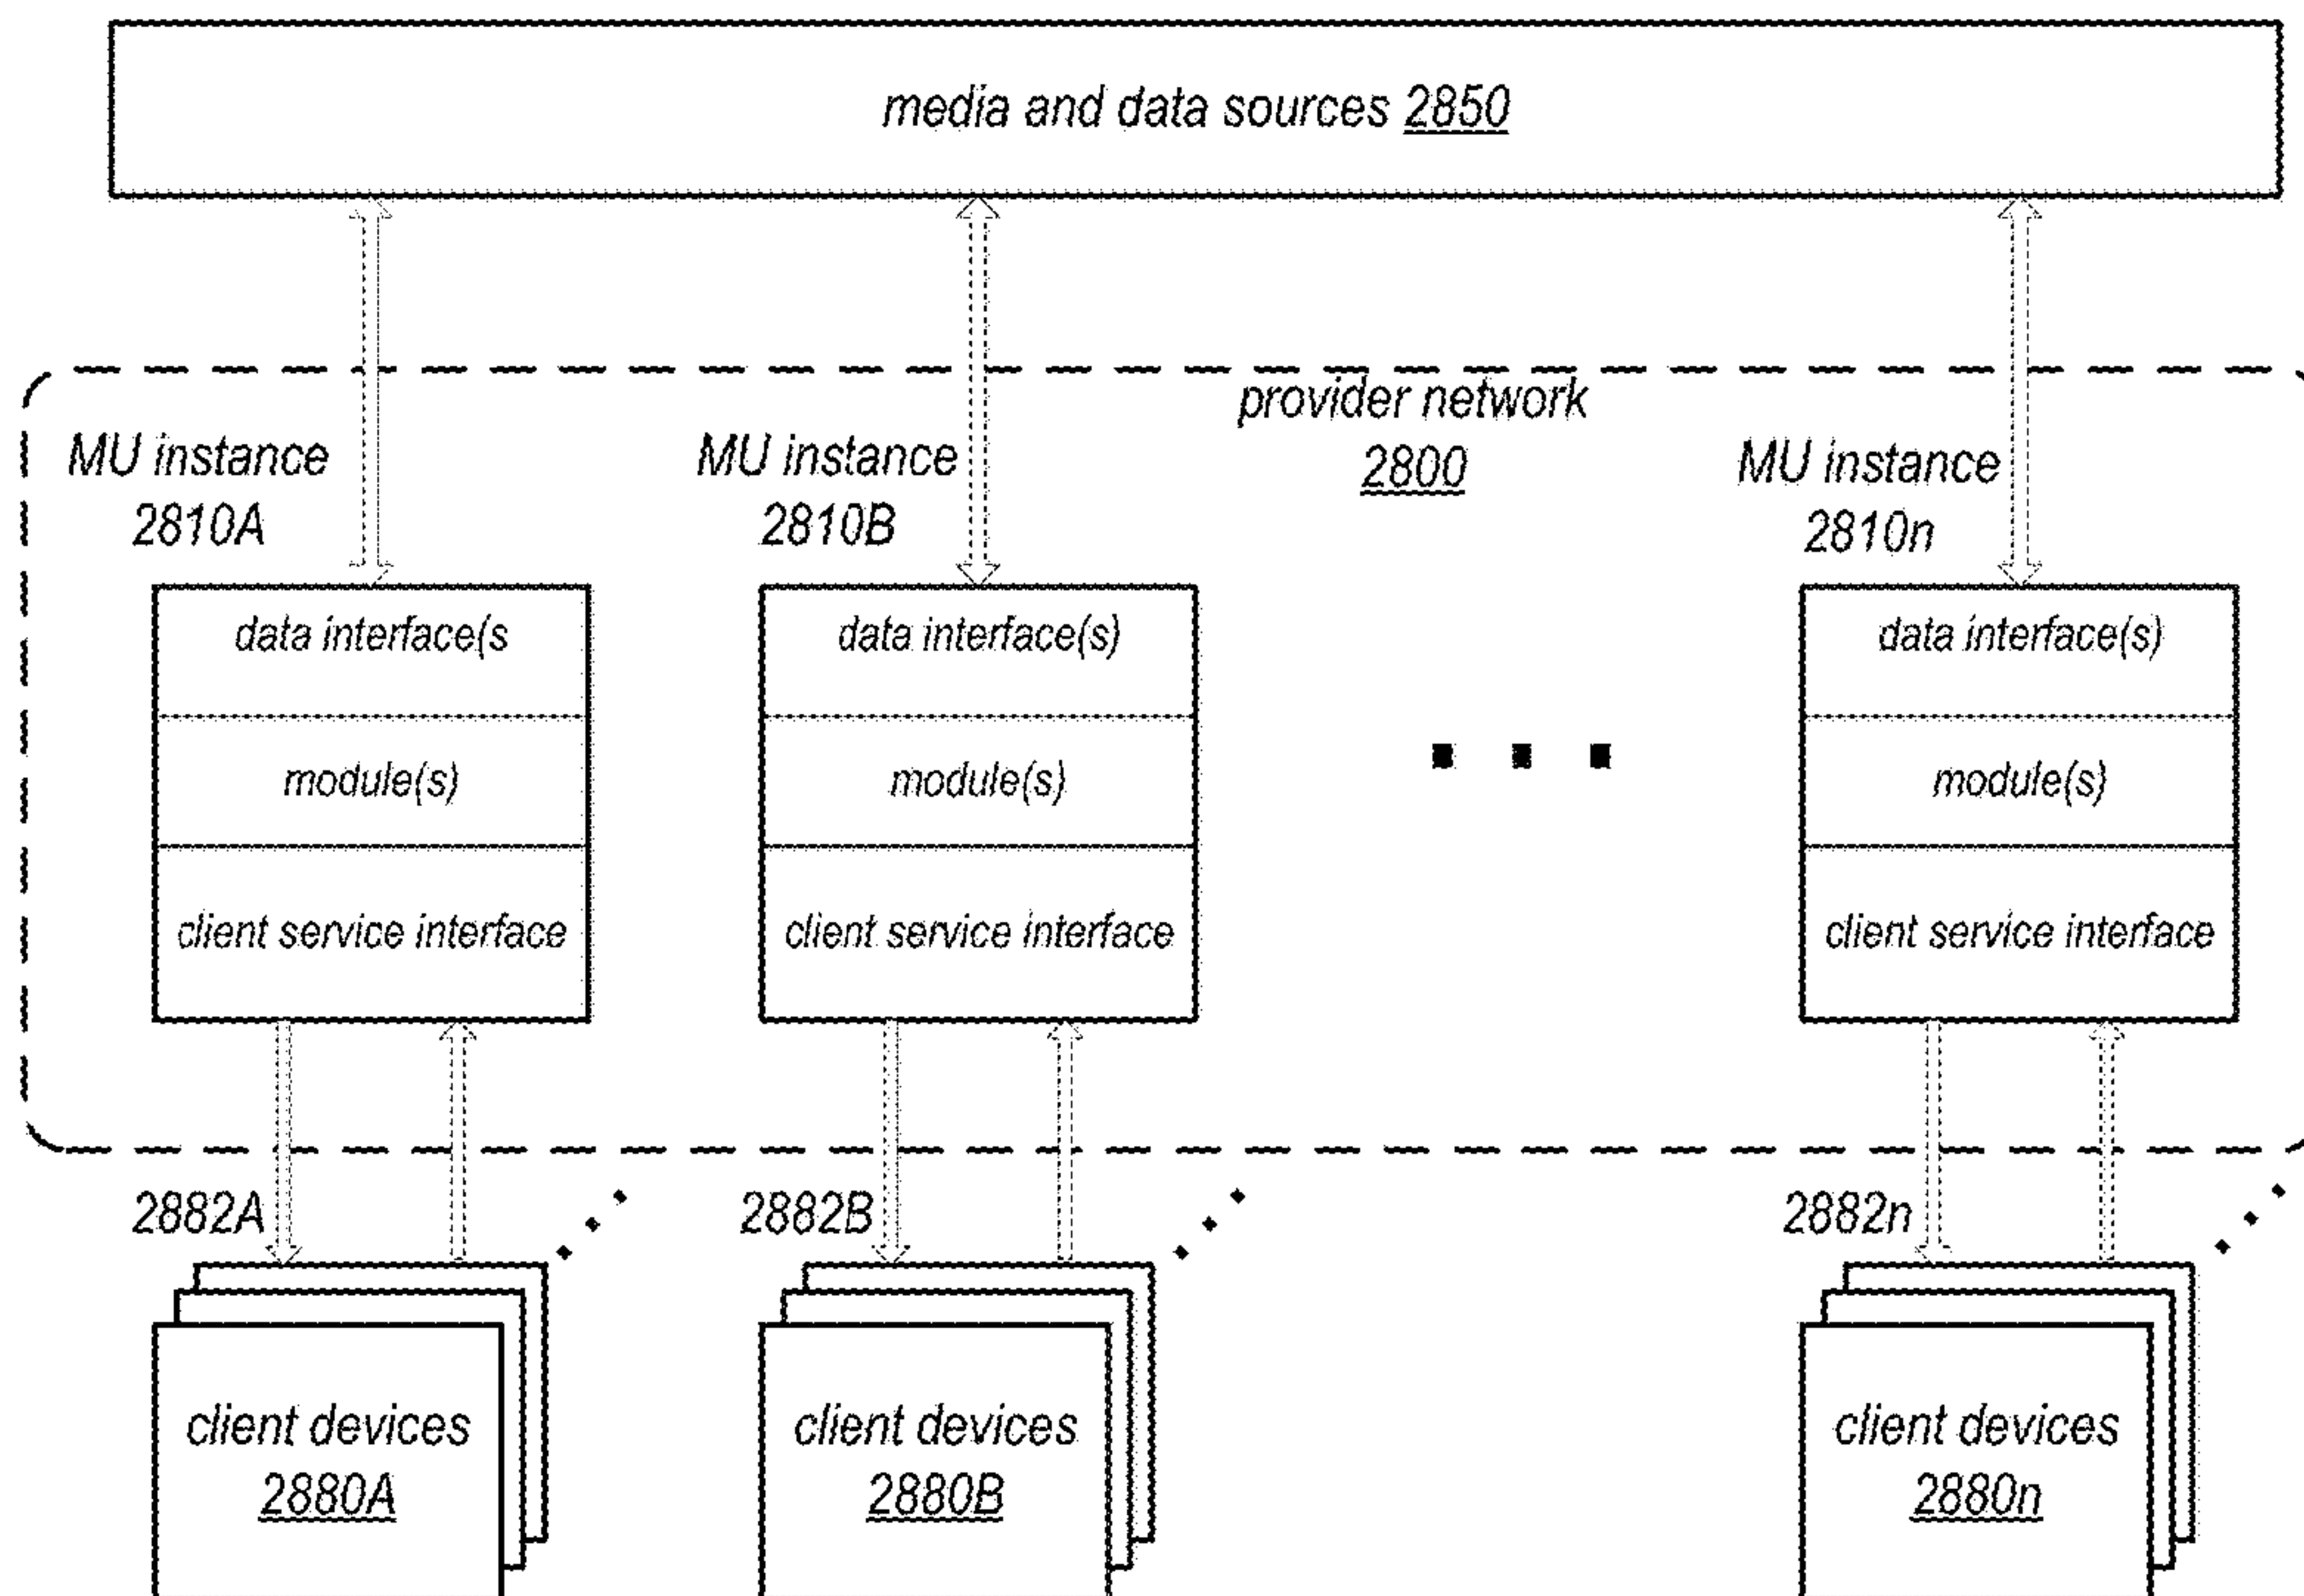 media and data sources 2850
provider network
2800
MU instance
2810A
MU instance
2810B
MU instance
2810n
data interface(s
module(s)
client service interface
data interface(s)
module(s)
client service interface
data interface(s)
module(s)
client service interface
2882A
2882B
2882n
client devices
2880A
client devices
2880B
client devices
2880n